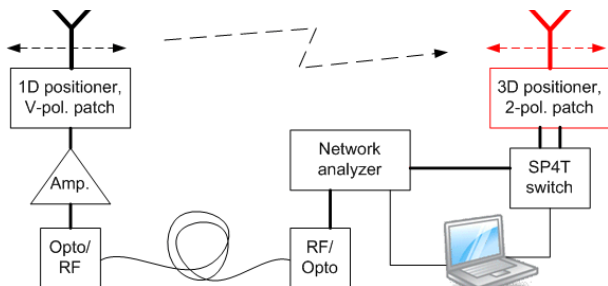 1D positioner,
V-pol. patch
3D positioner,
2-pol. patch
Network
analyzer
SP4T
switch
Amp.
Opto/
RF
RF/
Opto